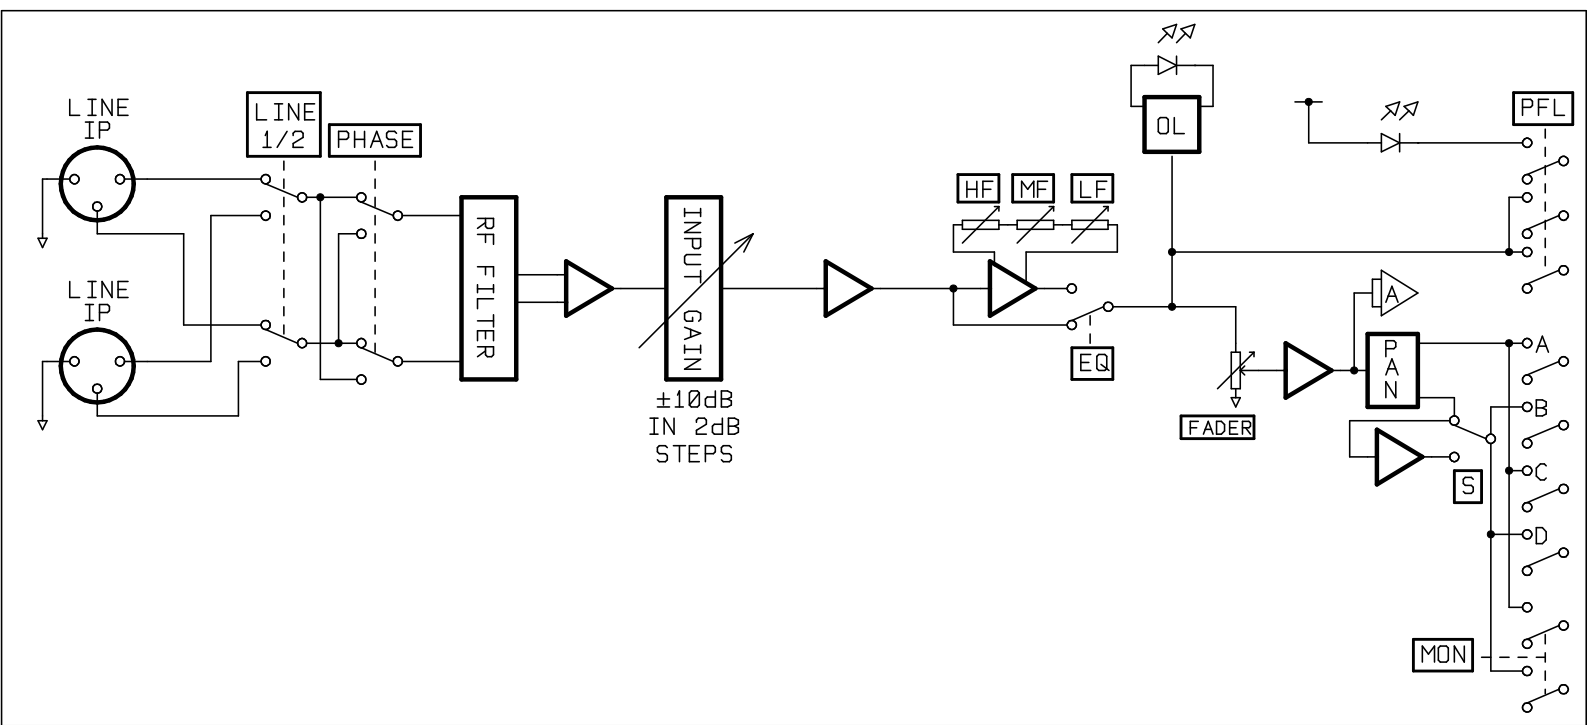 LINE
IP
LINE
1/2
PHASE
LINE
IP
RF FILTER
INPUT GAIN
±10dB
IN 2dB
STEPS
HF
MF
LF
EQ
OL
PFL
FADER
A
PAN
S
A
B
C
D
MON